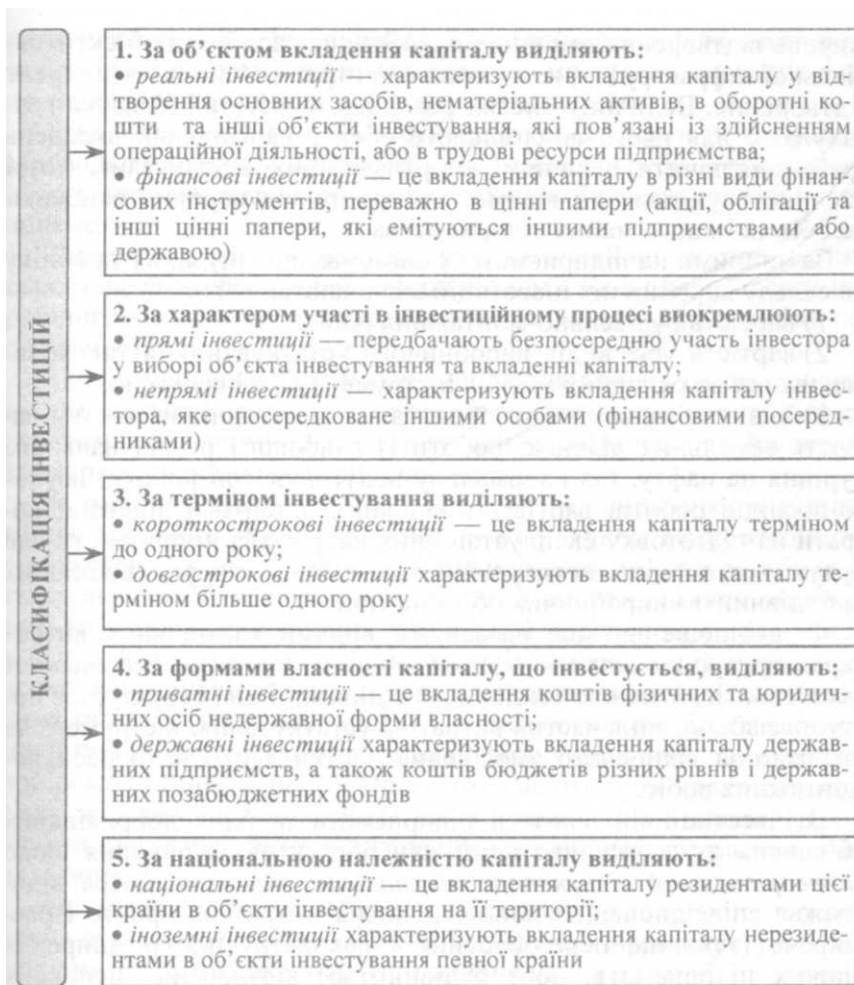 КЛАСИФІКАЦІЯ ІНВЕСТИЦІЙ
1. За об’єктом вкладення капіталу виділяють:
• реальні інвестиції — характеризують вкладення капіталу у від-
творення основних засобів, нематеріальних активів, в оборотні ко-
шти та інші об’єкти інвестування, які пов’язані із здійсненням
операційної діяльності, або в трудові ресурси підприємства;
• фінансові інвестиції — це вкладення капіталу в різні види фінан-
сових інструментів, переважно в цінні папери (акції, облігації та
інші цінні папери, які емітуються іншими підприємствами або
державою)
2. За характером участі в інвестиційному процесі виокремлюють:
• прямі інвестиції — передбачають безпосередню участь інвестора
у виборі об’єкта інвестування та вкладенні капіталу;
• непрямі інвестиції — характеризують вкладення капіталу інвес-
тора, яке опосередковане іншими особами (фінансовими посеред-
никами)
3. За терміном інвестування виділяють:
• короткострокові інвестиції — це вкладення капіталу терміном
до одного року;
• довгострокові інвестиції характеризують вкладення капіталу те-
рміном більше одного року
4. За формами власності капіталу, що інвестується, виділяють:
• приватні інвестиції — це вкладення коштів фізичних та юридич-
них осіб недержавної форми власності;
• державні інвестиції характеризують вкладення капіталу держав-
них підприємств, а також коштів бюджетів різних рівнів і держав-
них позабюджетних фондів
5. За національною належністю капіталу виділяють:
• національні інвестиції — це вкладення капіталу резидентами цієї
країни в об’єкти інвестування на її території;
• іноземні інвестиції характеризують вкладення капіталу нерезиде-
нтами в об’єкти інвестування певної країни